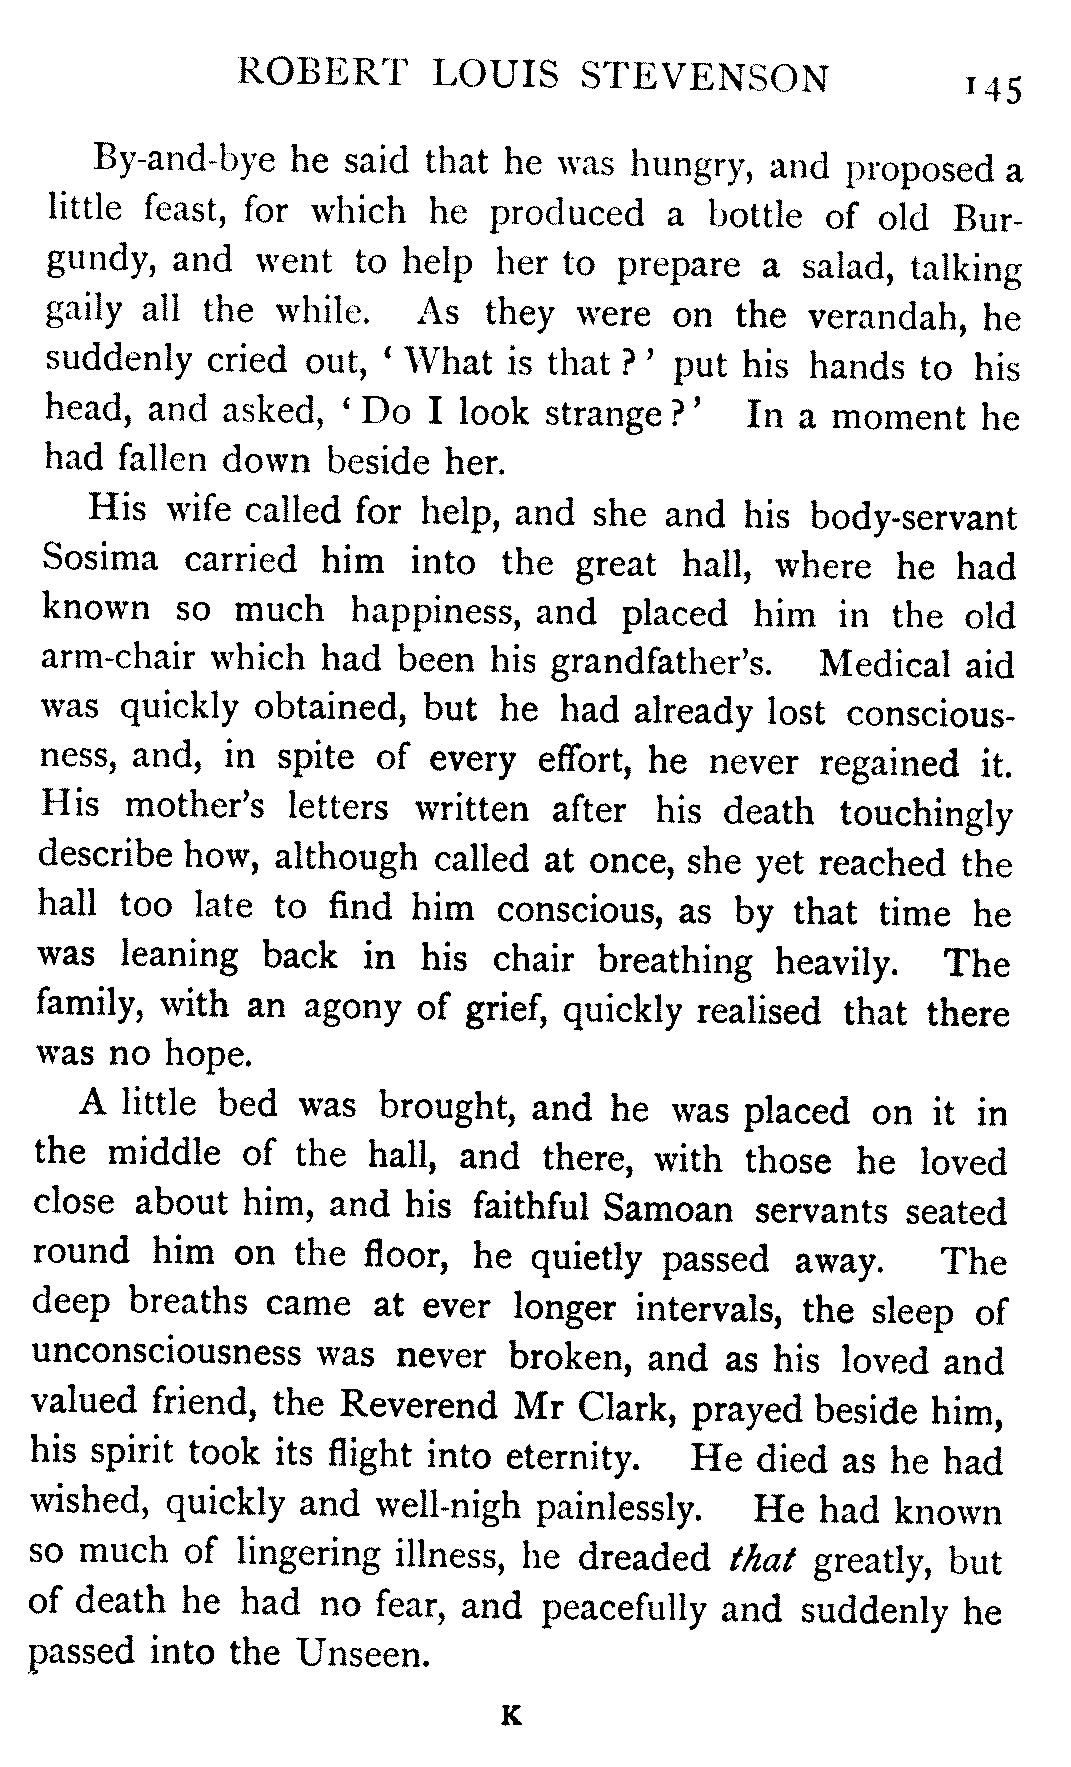 ROBERT LOUIS STEVENSON 145
By-and-bye he said that he was hungry, and proposed a
little feast, for which he produced a bottle of old Bur-
gundy, and went to help her to prepare a salad, talking
gaily all the while. As they were on the verandah, he
suddenly cried out, ‘ What is that ? ’ put his hands to his
head, and asked, ‘ Do I look strange ? ’ In a moment he
had fallen down beside her.
His wife called for help, and she and his body-servant
Sosima carried him into the great hall, where he had
known so much happiness, and placed him in the old
arm-chair which had been his grandfather's. Medical aid
was quickly obtained, but he had already lost conscious-
ness, and, in spite of every effort, he never regained it.
His mother's letters written after his death touchingly
describe how, although called at once, she yet reached the
hall too late to find him conscious, as by that time he
was leaning back in his chair breathing heavily. The
family, with an agony of grief, quickly realised that there
was no hope.
A little bed was brought, and he was placed on it in
the middle of the hall, and there, with those he loved
close about him, and his faithful Samoan servants seated
round him on the floor, he quietly passed away. The
deep breaths came at ever longer intervals, the sleep of
unconsciousness was never broken, and as his loved and
valued friend, the Reverend Mr Clark, prayed beside him,
his spirit took its flight into eternity. He died as he had
wished, quickly and well-nigh painlessly. He had known
so much of lingering illness, he dreaded that greatly, but
of death he had no fear, and peacefully and suddenly he
passed into the Unseen.
K